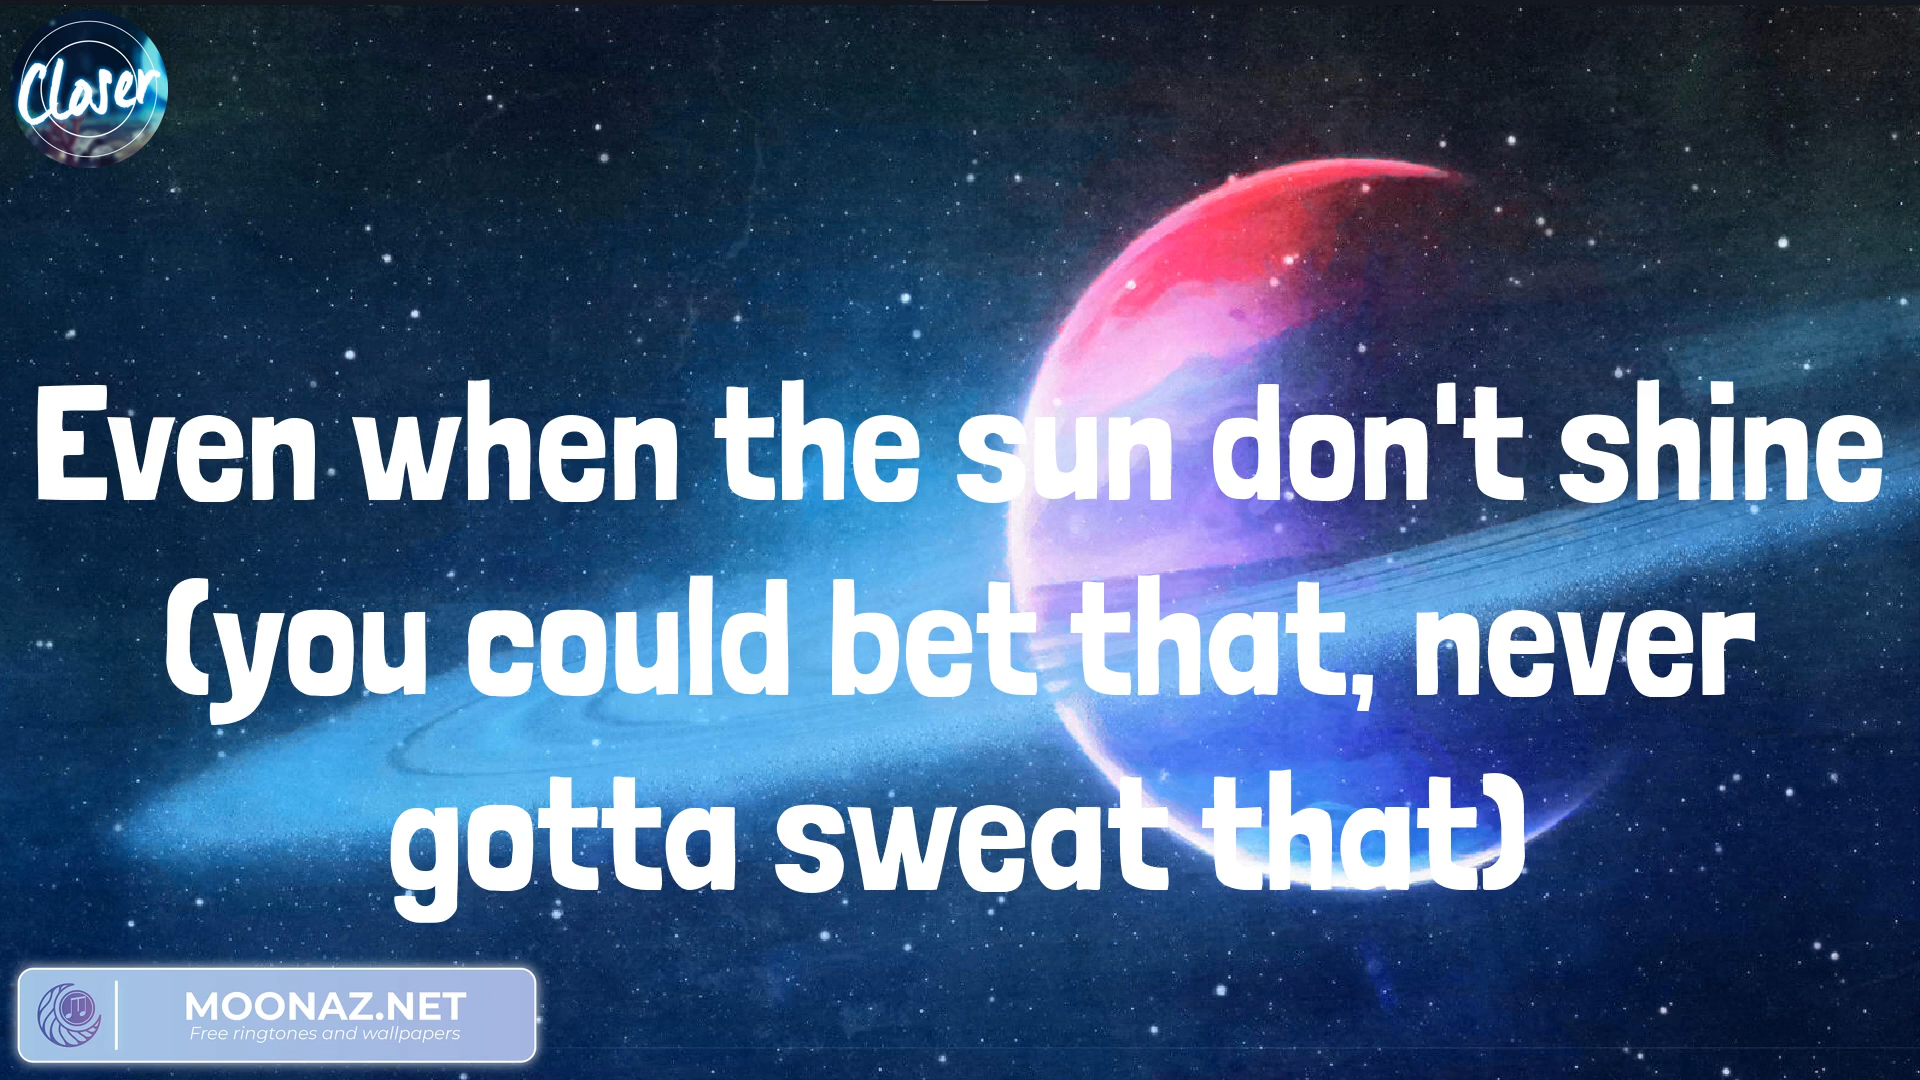 Closer
Even when the sun don't shine
(you could bet that, never
gotta sweat that)
MOONAZ.NET
Free ringtones and wallpapers